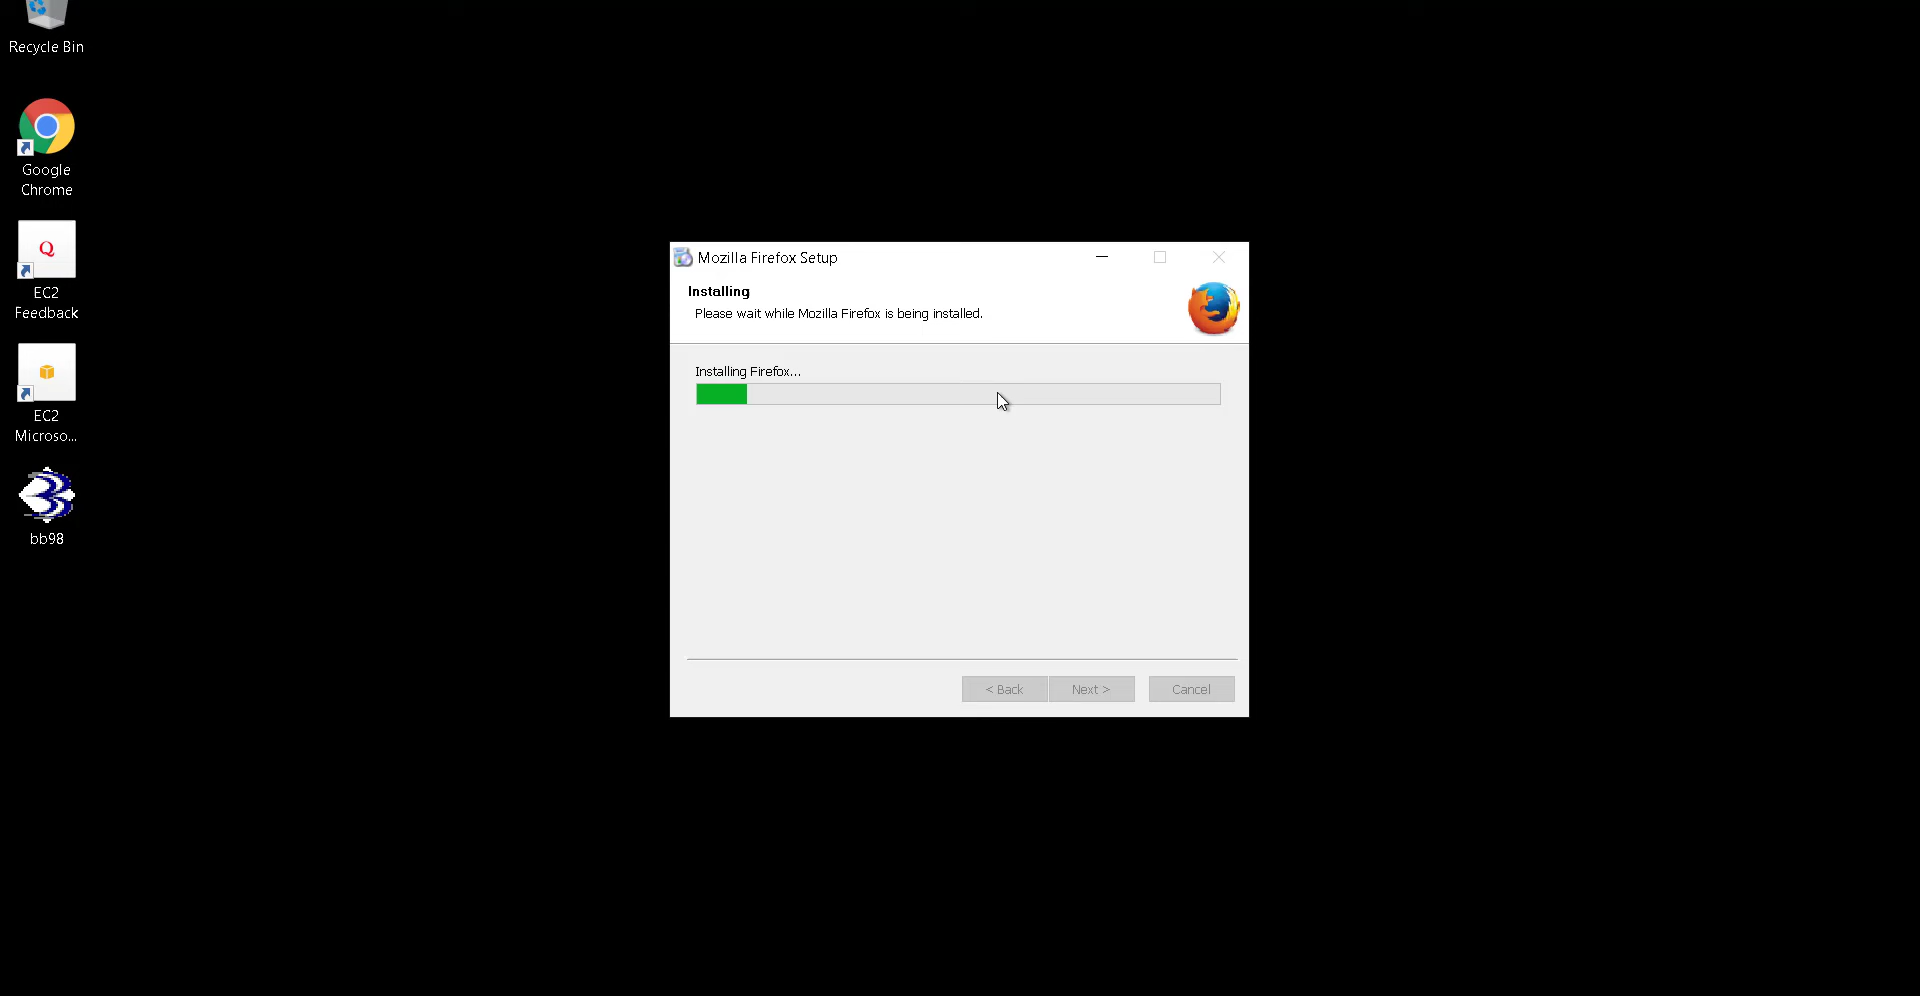 Recycle Bin
Google
Chrome
Q
EC2
Feedback
EC2
Microso...
bb98
Mozilla Firefox Setup
Installing
Please wait while Mozilla Firefox is being installed.
Installing Firefox...
< Back
Next >
Cancel